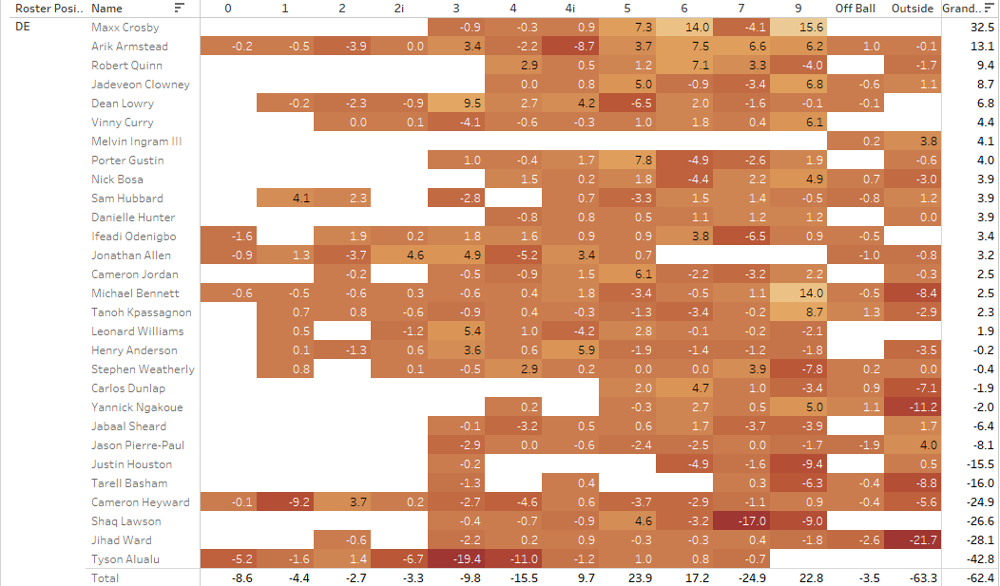 Roster Posi.. Name 0 1 2 2i 3 4 4i 5 6 7 9 Off Ball Outside Grand..
DE Maxx Crosby -0.9 -0.3 0.9 7.3 14.0 -4.1 15.6 32.5
Arik Armstead -0.2 -0.5 -3.9 0.0 3.4 -2.2 -8.7 3.7 7.5 6.6 6.2 1.0 -0.1 13.1
Robert Quinn 2.9 0.5 1.2 7.1 3.3 -4.0 -1.7 9.4
Jadeveon Clowney 0.0 0.8 5.0 -0.9 -3.4 6.8 -0.6 1.1 8.7
Dean Lowry -0.2 -2.3 -0.9 9.5 2.7 4.2 -6.5 2.0 -1.6 -0.1 -0.1 6.8
Vinny Curry 0.0 0.1 -4.1 -0.6 -0.3 1.0 1.8 0.4 6.1 4.4
Melvin Ingram III 0.2 3.8 4.1
Porter Gustin 1.0 -0.4 1.7 7.8 -4.9 -2.6 1.9 -0.6 4.0
Nick Bosa 1.5 0.2 1.8 -4.4 2.2 4.9 0.7 -3.0 3.9
Sam Hubbard 4.1 2.3 -2.8 0.7 -3.3 1.5 1.4 -0.5 -0.8 1.2 3.9
Danielle Hunter -0.8 0.8 0.5 1.1 1.2 1.2 0.0 3.9
Ifeadi Odenigbo -1.6 1.9 0.2 1.8 1.6 0.9 0.9 3.8 -6.5 0.9 -0.5 3.4
Jonathan Allen -0.9 1.3 -3.7 4.6 4.9 -5.2 3.4 0.7 -1.0 -0.8 3.2
Cameron Jordan -0.2 -0.5 -0.9 1.5 6.1 -2.2 -3.2 2.2 -0.3 2.5
Michael Bennett -0.6 -0.5 -0.6 0.3 -0.6 0.4 1.8 -3.4 -0.5 1.1 14.0 -0.5 -8.4 2.5
Tanoh Kpassagnon 0.7 0.8 -0.6 -0.9 0.4 -0.3 -1.3 -3.4 -0.2 8.7 1.3 -2.9 2.3
Leonard Williams 0.5 -1.2 5.4 1.0 -4.2 2.8 -0.1 -0.2 -2.1 1.9
Henry Anderson 0.1 -1.3 0.6 3.6 0.6 5.9 -1.9 -1.4 -1.2 -1.8 -3.5 -0.2
Stephen Weatherly 0.8 0.1 -0.5 2.9 0.2 0.0 0.0 3.9 -7.8 0.2 0.0 -0.4
Carlos Dunlap 2.0 4.7 1.0 -3.4 0.9 -7.1 -1.9
Yannick Ngakoue 0.2 -0.3 2.7 0.5 5.0 1.1 -11.2 -2.0
Jabaal Sheard -0.1 -3.2 0.5 0.6 1.7 -3.7 -3.9 1.7 -6.4
Jason Pierre-Paul -2.9 0.0 -0.6 -2.4 -2.5 0.0 -1.7 -1.9 4.0 -8.1
Justin Houston -0.2 -4.9 -1.6 -9.4 0.5 -15.5
Tarell Basham -1.3 0.4 0.3 -6.3 -0.4 -8.8 -16.0
Cameron Heyward -0.1 -9.2 3.7 0.2 -2.7 -4.6 0.6 -3.7 -2.9 -1.1 0.9 -0.4 -5.6 -24.9
Shaq Lawson -0.4 -0.7 -0.9 4.6 -3.2 -17.0 -9.0 -26.6
Jihad Ward -0.6 -2.2 0.2 0.9 -0.3 -0.3 0.4 -1.8 -2.6 -21.7 -28.1
Tyson Alualu -5.2 -1.6 1.4 -6.7 -19.4 -11.0 -1.2 1.0 0.8 -0.7 -42.8
Total -8.6 -4.4 -2.7 -3.3 -9.8 -15.5 9.7 23.9 17.2 -24.9 22.8 -3.5 -63.3 -62.4